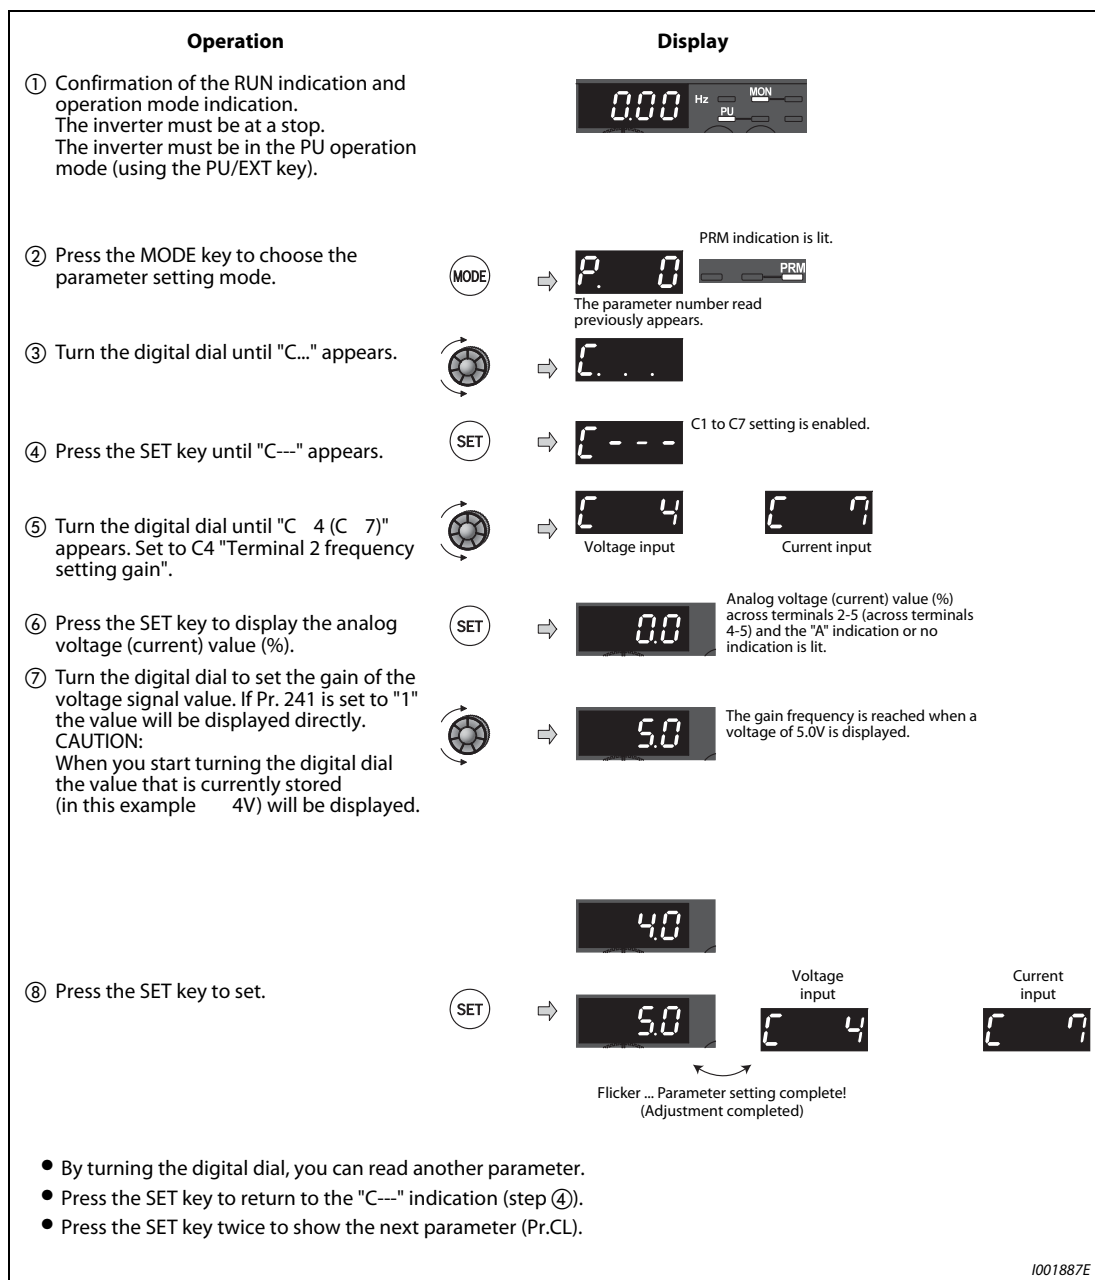 Operation
Display
① Confirmation of the RUN indication and
operation mode indication.
The inverter must be at a stop.
The inverter must be in the PU operation
mode (using the PU/EXT key).
0.00 Hz MON
PU
② Press the MODE key to choose the
parameter setting mode.
MODE
P. 0
PRM indication is lit.
PRM
The parameter number read
previously appears.
③ Turn the digital dial until "C..." appears.
C. . .
④ Press the SET key until "C---" appears.
SET
C - - -
C1 to C7 setting is enabled.
⑤ Turn the digital dial until "C 4 (C 7)"
appears. Set to C4 "Terminal 2 frequency
setting gain".
C 4
Voltage input
C 7
Current input
⑥ Press the SET key to display the analog
voltage (current) value (%).
SET
0.0
Analog voltage (current) value (%)
across terminals 2-5 (across terminals
4-5) and the "A" indication or no
indication is lit.
⑦ Turn the digital dial to set the gain of the
voltage signal value. If Pr. 241 is set to "1"
the value will be displayed directly.
CAUTION:
When you start turning the digital dial
the value that is currently stored
(in this example 4V) will be displayed.
5.0
The gain frequency is reached when a
voltage of 5.0V is displayed.
4.0
⑧ Press the SET key to set.
SET
5.0
Voltage
input
C 4
Current
input
C 7
Flicker ... Parameter setting complete!
(Adjustment completed)
● By turning the digital dial, you can read another parameter.
● Press the SET key to return to the "C---" indication (step ④).
● Press the SET key twice to show the next parameter (Pr.CL).
I001887E